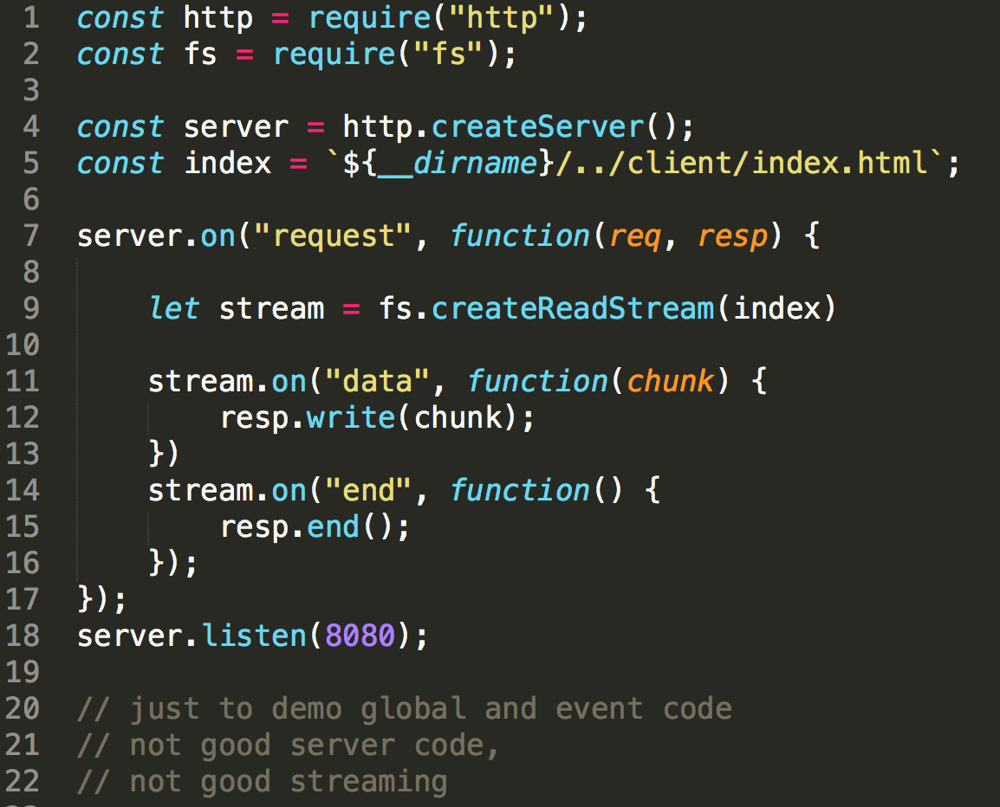 1 const http = require("http");
2 const fs = require("fs");
3
4 const server = http.createServer();
5 const index = `${__dirname}/../client/index.html`;
6
7 server.on("request", function(req, resp) {
8
9     let stream = fs.createReadStream(index)
10
11     stream.on("data", function(chunk) {
12         resp.write(chunk);
13     })
14     stream.on("end", function() {
15         resp.end();
16     });
17 });
18 server.listen(8080);
19
20 // just to demo global and event code
21 // not good server code,
22 // not good streaming